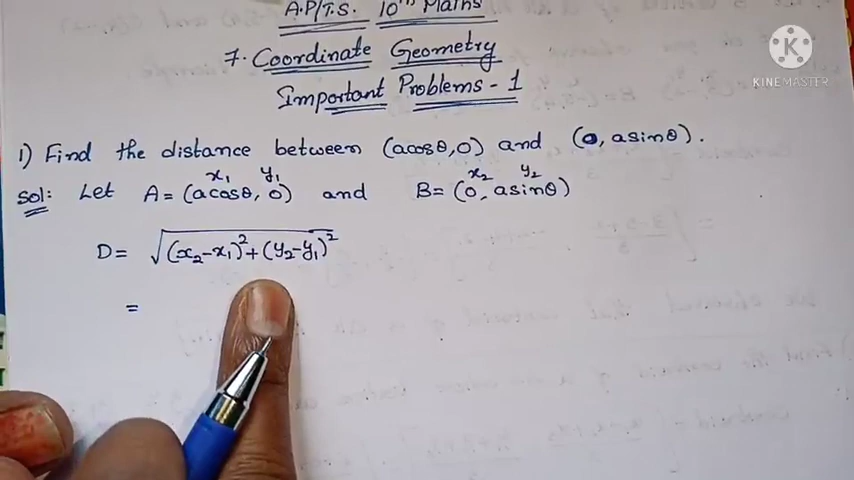 A.P/T.S. 10th Maths
7. Coordinate Geometry
Important Problems - 1
KINEMASTER
1) Find the distance between (acosθ, 0) and (0, asinθ).
x₁ y₁ x₂ y₂
Sol: Let A = (acosθ, 0) and B = (0, asinθ)
D = √(x₂-x₁)²+(y₂-y₁)²
=